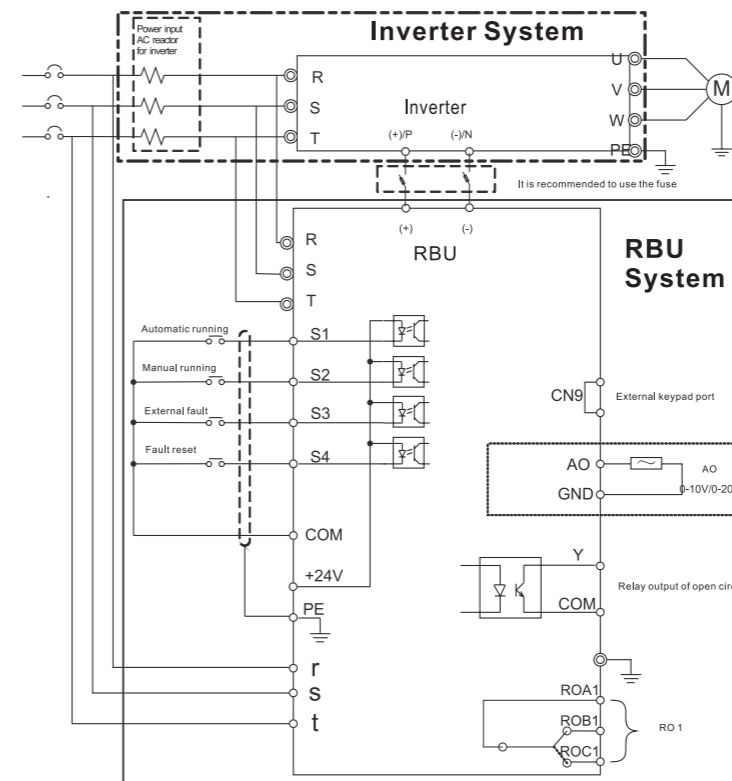 Inverter System
Power input
AC reactor
for inverter
R
S
T
Inverter
(+)/P
(-)/N
U
V
W
PE
M
It is recommended to use the fuse
(+)
(-)
RBU
RBU
System
R
S
T
Automatic running
S1
Manual running
S2
External fault
S3
Fault reset
S4
COM
+24V
PE
r
s
t
CN9
External keypad port
AO
GND
AO
0-10V/0-20
Y
COM
Relay output of open
ROA1
ROB1
ROC1
RO 1